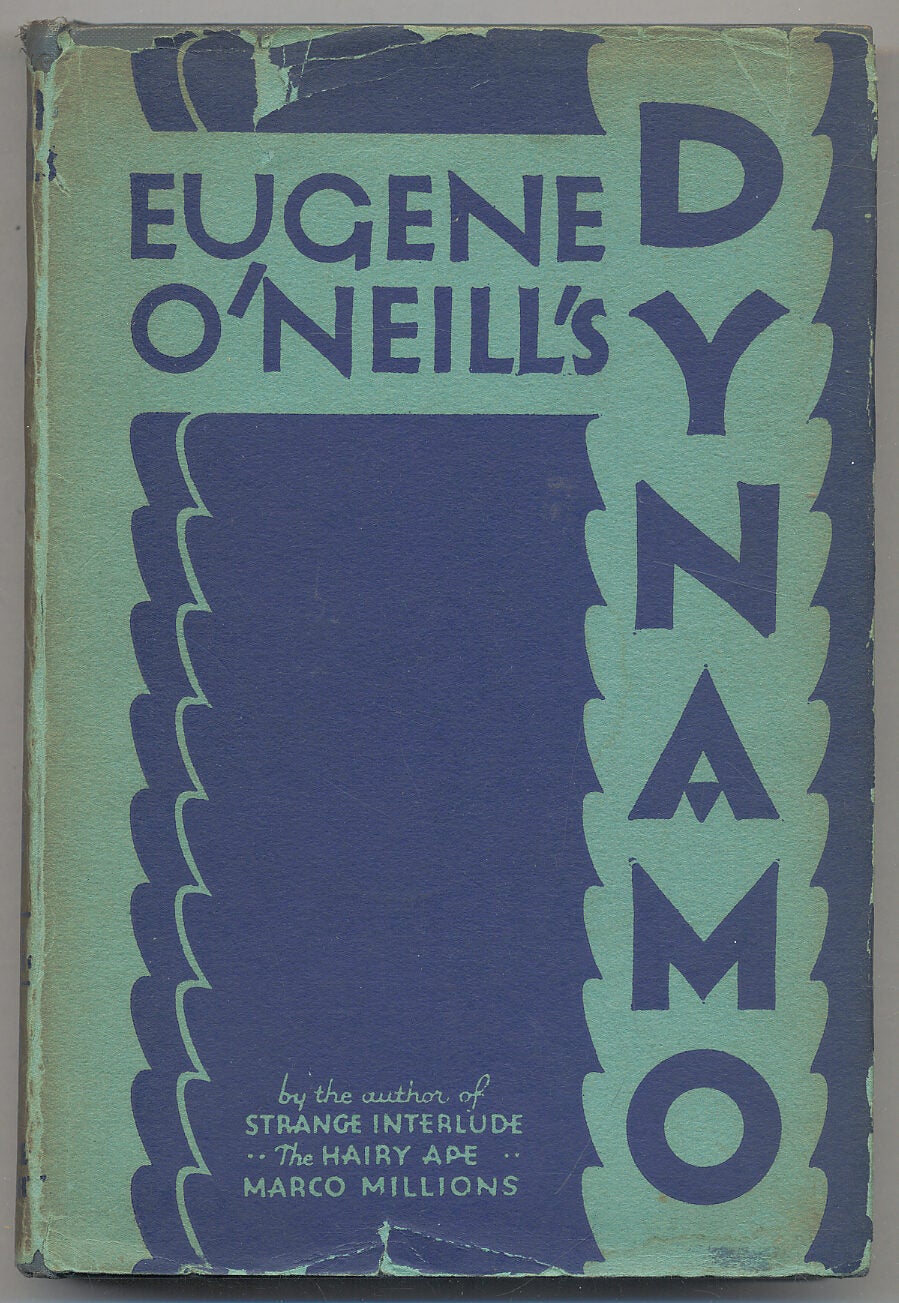 EUGENE
O'NEILL'S
DYNAMO
by the author of
STRANGE INTERLUDE
·· The HAIRY APE ··
MARCO MILLIONS